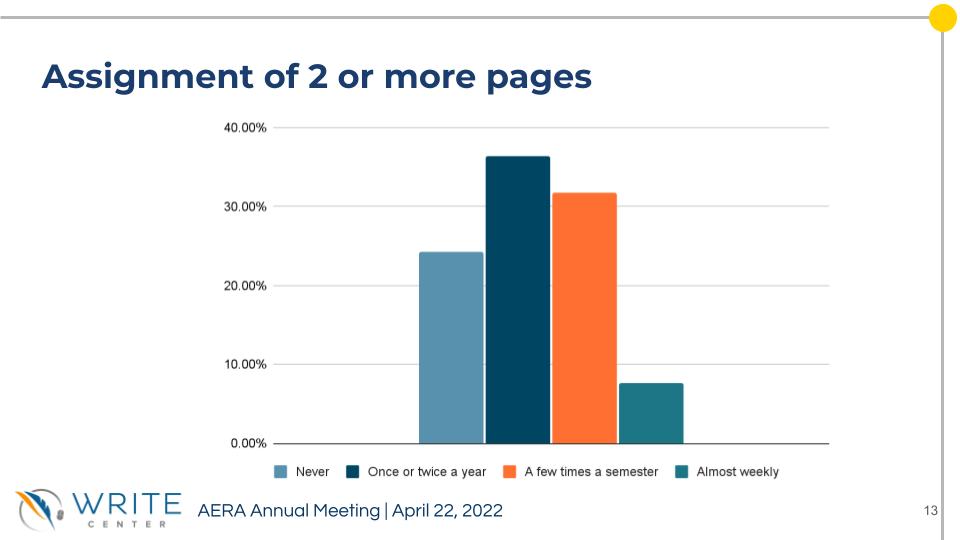 Assignment of 2 or more pages
40.00%
30.00%
20.00%
10.00%
0.00%
Never Once or twice a year A few times a semester Almost weekly
WRITE
CENTER
AERA Annual Meeting | April 22, 2022
13